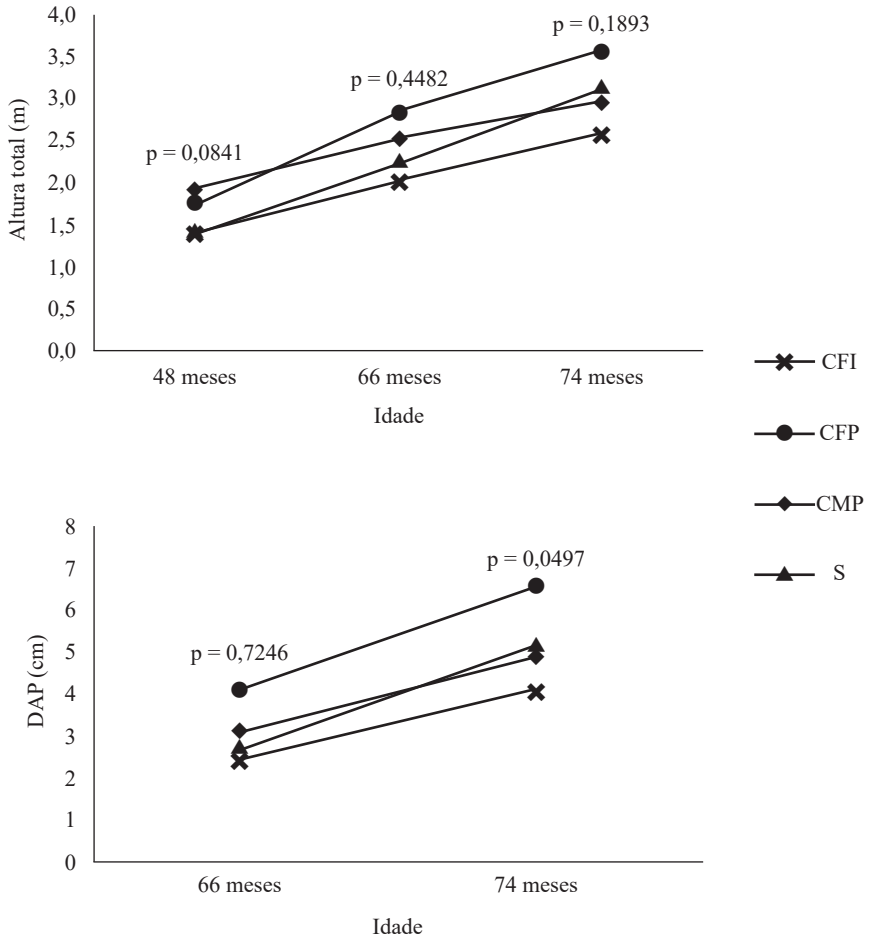 4,0
3,5
3,0
2,5
2,0
1,5
1,0
0,5
0,0
Altura total (m)
p = 0,0841
p = 0,4482
p = 0,1893
48 meses
66 meses
74 meses
Idade
CFI
CFP
CMP
S
8
7
6
5
4
3
2
1
0
DAP (cm)
p = 0,7246
p = 0,0497
66 meses
74 meses
Idade